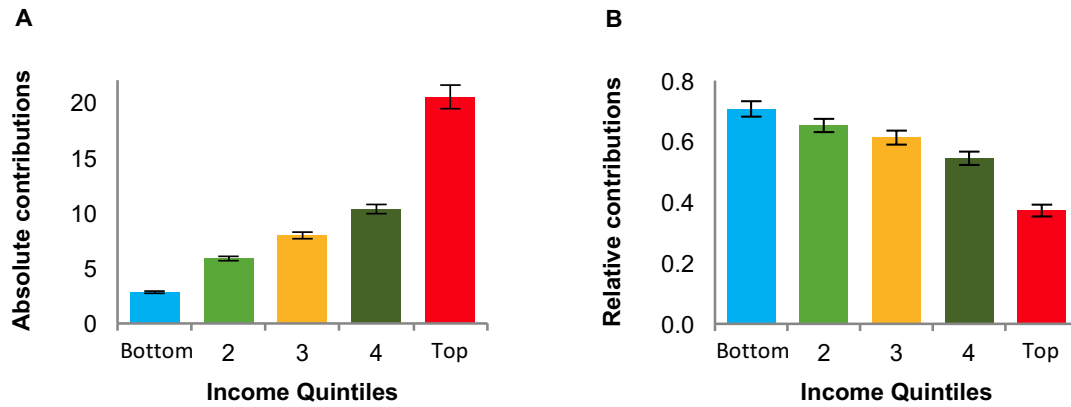 A
Absolute contributions
20
15
10
5
0
Bottom 2 3 4 Top
Income Quintiles
B
Relative contributions
0.8
0.6
0.4
0.2
0.0
Bottom 2 3 4 Top
Income Quintiles